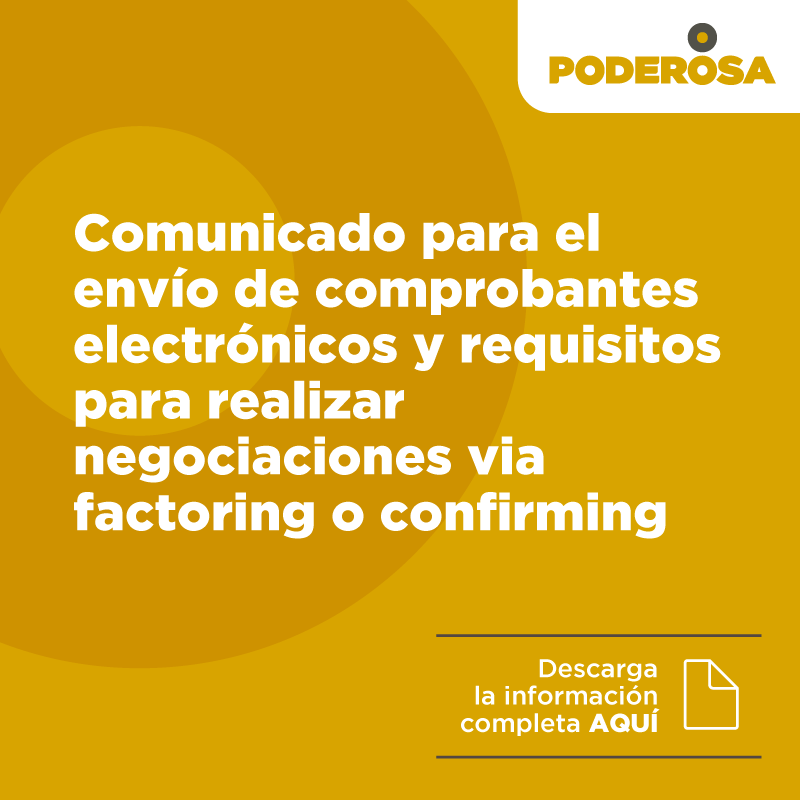 PODEROSA
Comunicado para el
envío de comprobantes
electrónicos y requisitos
para realizar
negociaciones via
factoring o confirming
Descarga
la información
completa AQUÍ